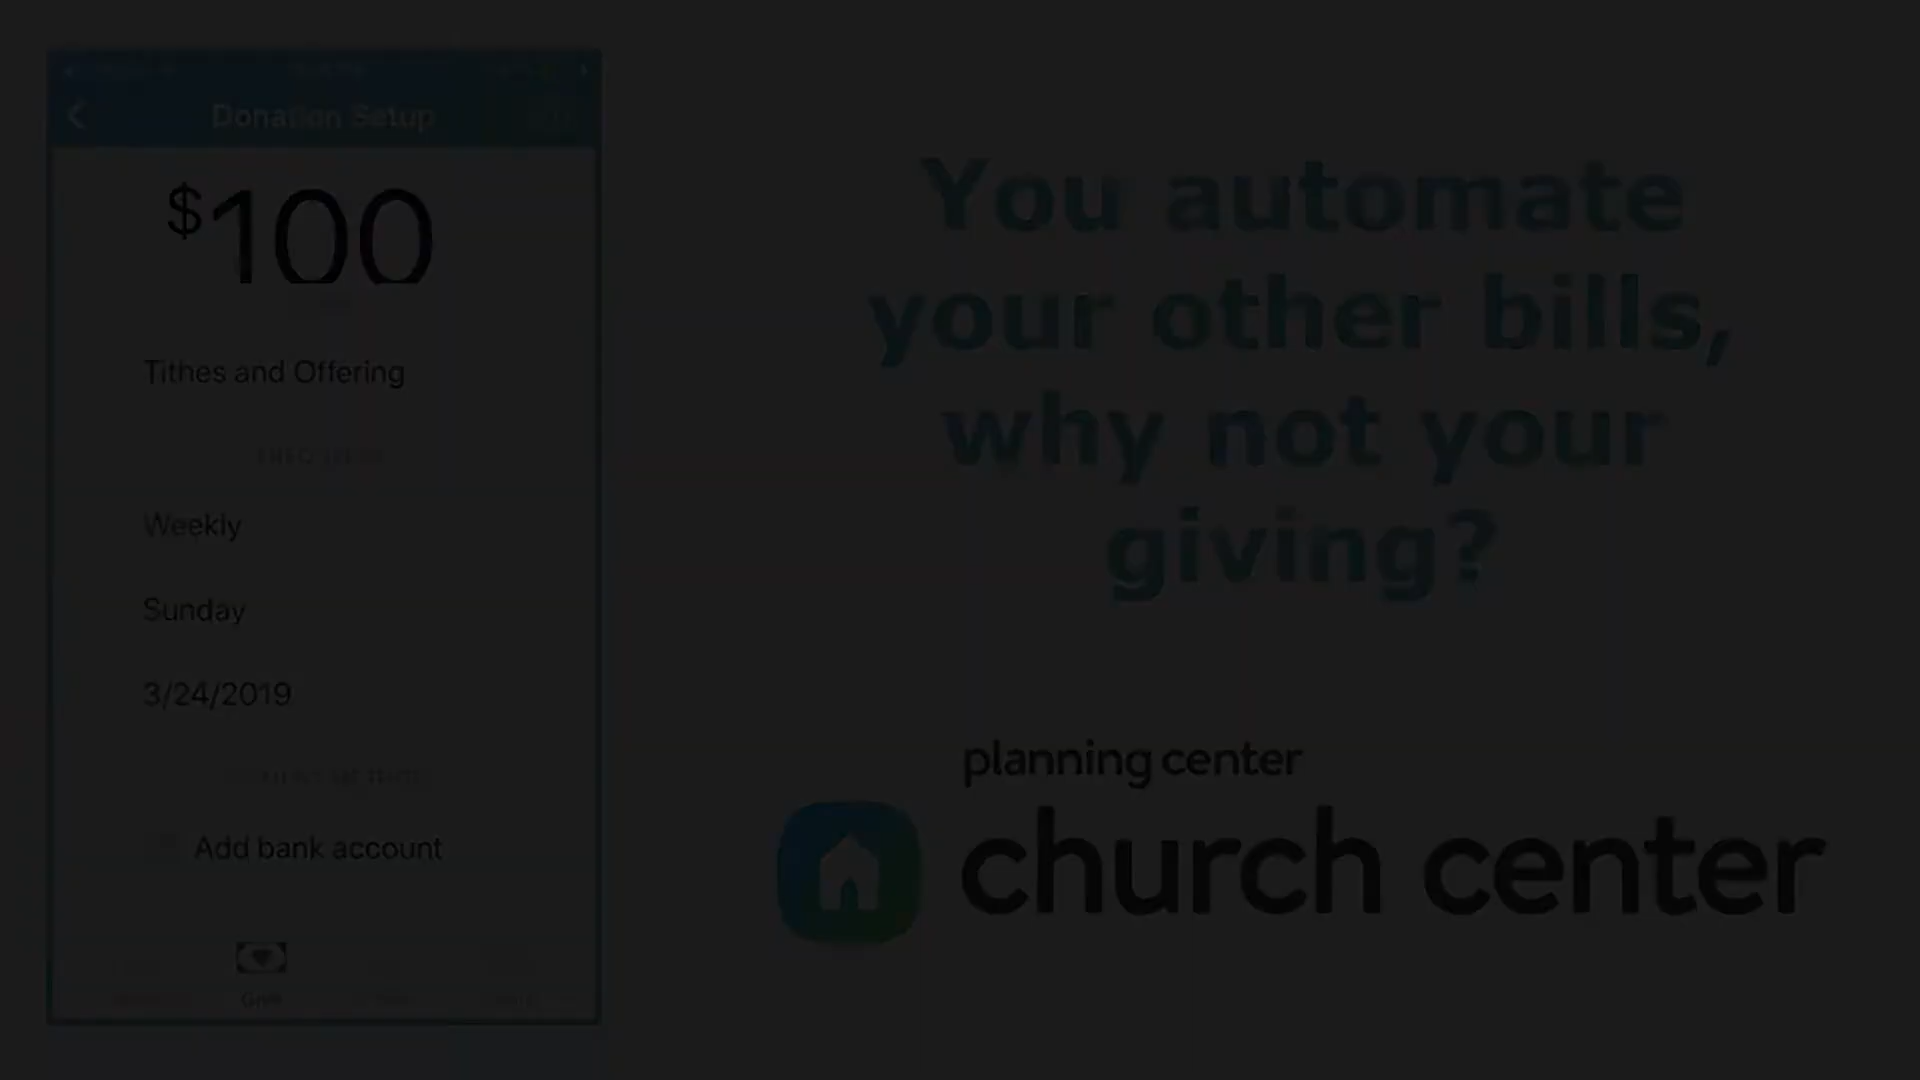 Donation Setup
$100
Tithes and Offering
Weekly
Sunday
3/24/2019
Add bank account
Give
You automate
your other bills,
why not your
giving?
planning center
church center